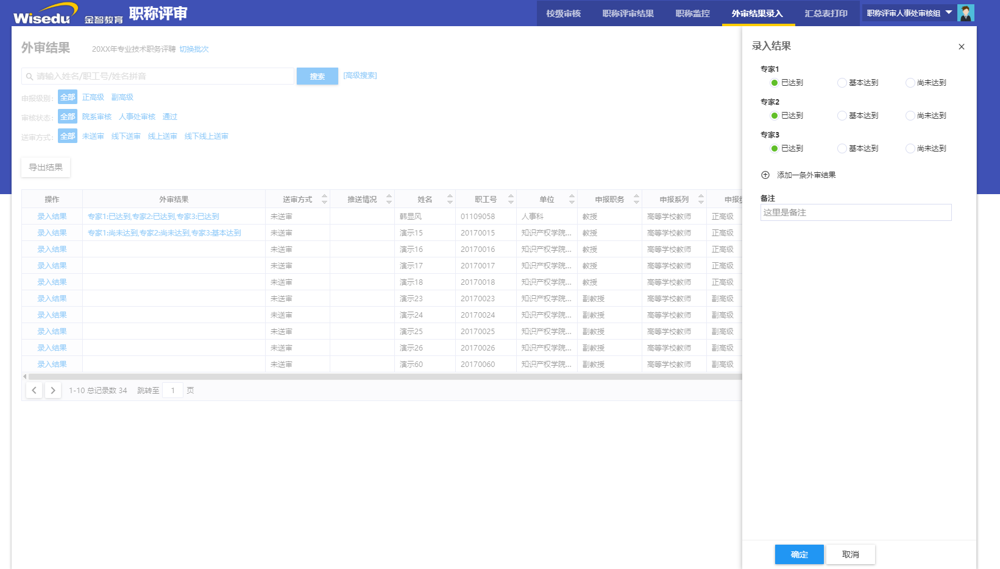 Wisedu 金智教育 职称评审 校级审核 职称评审结果 职称监控 外审结果录入 汇总表打印 职称评审人事处审核组
外审结果 20XX年专业技术职务评聘 切换批次
请输入姓名/职工号/姓名拼音 搜索 [高级搜索]
申报级别: 全部 正高级 副高级
审核状态: 全部 院系审核 人事处审核 通过
送审方式: 全部 未送审 线下送审 线上送审 线下线上送审
导出结果
操作 外审结果 送审方式 推送情况 姓名 职工号 单位 申报职务 申报系列
录入结果 专家1:已达到,专家2:已达到,专家3:已达到 未送审 韩显风 01109058 人事科 教授 高等学校教师 正高级
录入结果 专家1:尚未达到,专家2:尚未达到,专家3:基本达到 未送审 演示15 20170015 知识产权学院... 教授 高等学校教师 正高级
录入结果 未送审 演示16 20170016 知识产权学院... 教授 高等学校教师 正高级
录入结果 未送审 演示17 20170017 知识产权学院... 教授 高等学校教师 正高级
录入结果 未送审 演示18 20170018 知识产权学院... 教授 高等学校教师 正高级
录入结果 未送审 演示23 20170023 知识产权学院... 副教授 高等学校教师 副高级
录入结果 未送审 演示24 20170024 知识产权学院... 副教授 高等学校教师 副高级
录入结果 未送审 演示25 20170025 知识产权学院... 副教授 高等学校教师 副高级
录入结果 未送审 演示26 20170026 知识产权学院... 副教授 高等学校教师 副高级
录入结果 未送审 演示60 20170060 知识产权学院... 副教授 高等学校教师 副高级
1-10 总记录数 34 跳转至 1 页
录入结果
专家1
已达到 基本达到 尚未达到
专家2
已达到 基本达到 尚未达到
专家3
已达到 基本达到 尚未达到
添加一条外审结果
备注
这里是备注
确定 取消